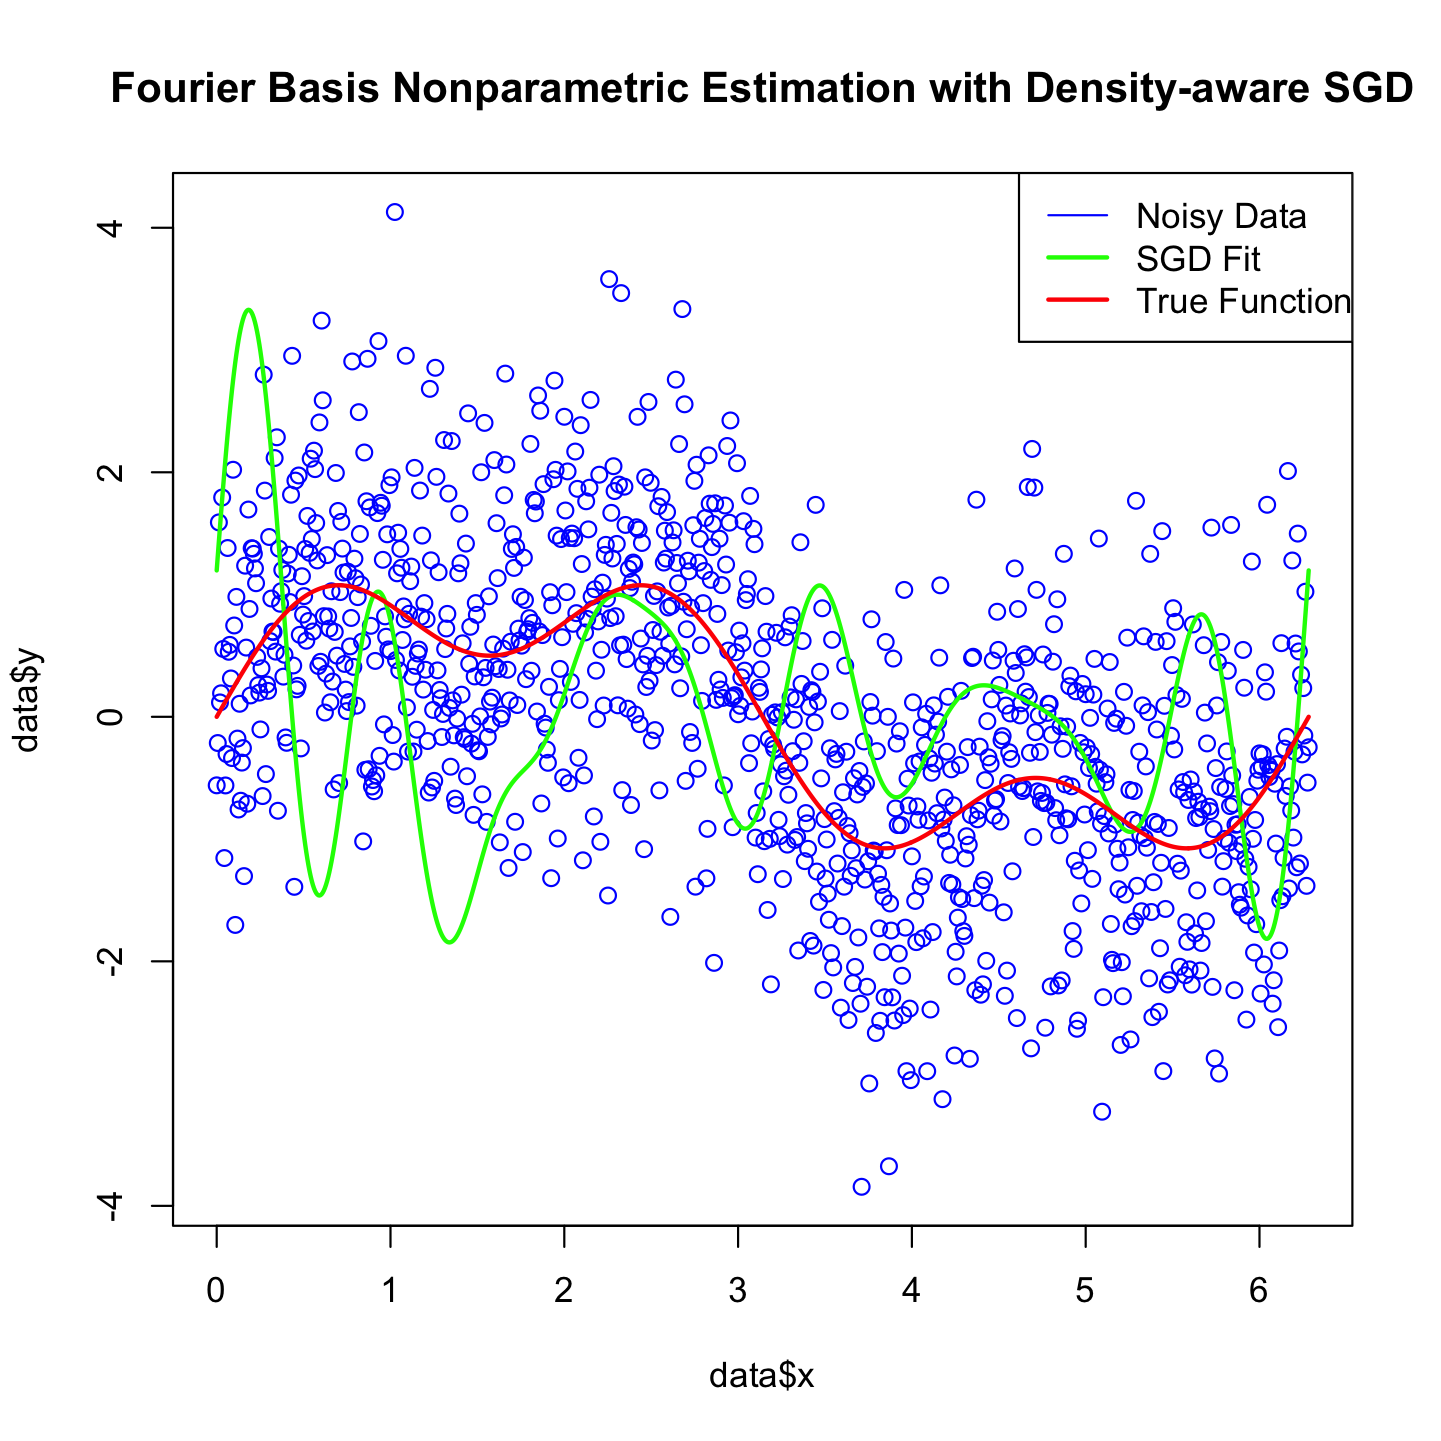 Fourier Basis Nonparametric Estimation with Density-aware SGD
Noisy Data
SGD Fit
True Function
data$y
4
2
0
-2
-4
0 1 2 3 4 5 6
data$x